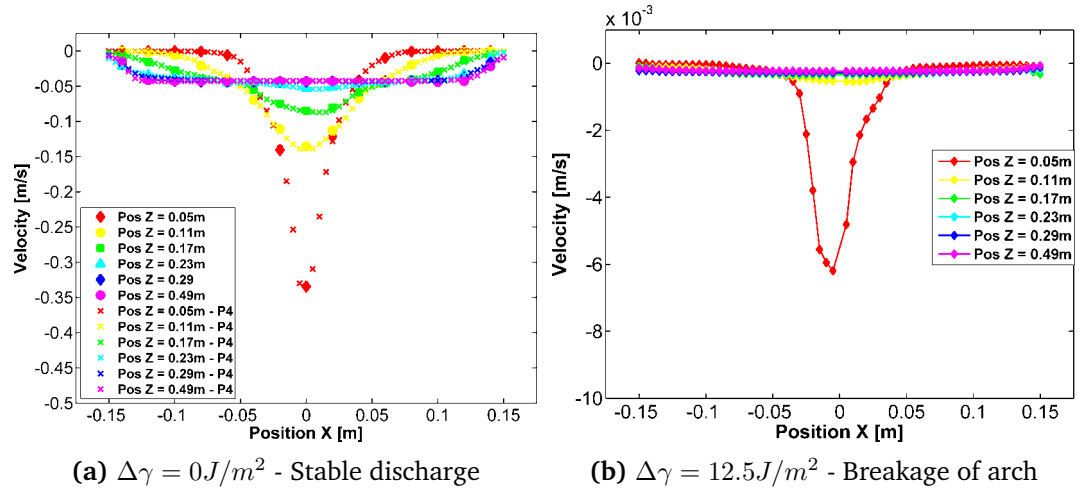 0
-0.05
-0.1
-0.15
-0.2
-0.25
-0.3
-0.35
-0.4
-0.45
-0.5
Velocity [m/s]
Pos Z = 0.05m
Pos Z = 0.11m
Pos Z = 0.17m
Pos Z = 0.23m
Pos Z = 0.29
Pos Z = 0.49m
Pos Z = 0.05m - P4
Pos Z = 0.11m - P4
Pos Z = 0.17m - P4
Pos Z = 0.23m - P4
Pos Z = 0.29m - P4
Pos Z = 0.49m - P4
-0.15 -0.1 -0.05 0 0.05 0.1 0.15
Position X [m]
(a) Δγ = 0J/m² - Stable discharge
x 10⁻³
0
-2
-4
-6
-8
-10
Velocity [m/s]
Pos Z = 0.05m
Pos Z = 0.11m
Pos Z = 0.17m
Pos Z = 0.23m
Pos Z = 0.29m
Pos Z = 0.49m
-0.15 -0.1 -0.05 0 0.05 0.1 0.15
Position X [m]
(b) Δγ = 12.5J/m² - Breakage of arch